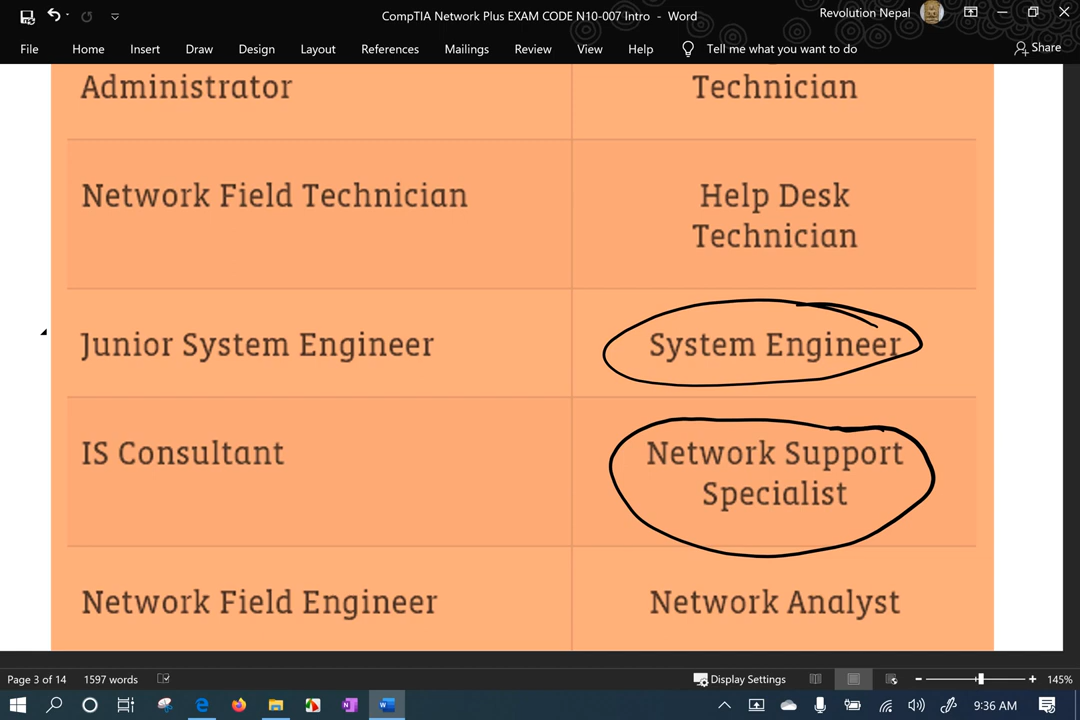 CompTIA Network Plus EXAM CODE N10-007 Intro - Word
Revolution Nepal
File Home Insert Draw Design Layout References Mailings Review View Help Tell me what you want to do Share
Administrator Technician
Network Field Technician Help Desk
Technician
Junior System Engineer System Engineer
IS Consultant Network Support
Specialist
Network Field Engineer Network Analyst
Page 3 of 14 1597 words Display Settings 145%
9:36 AM